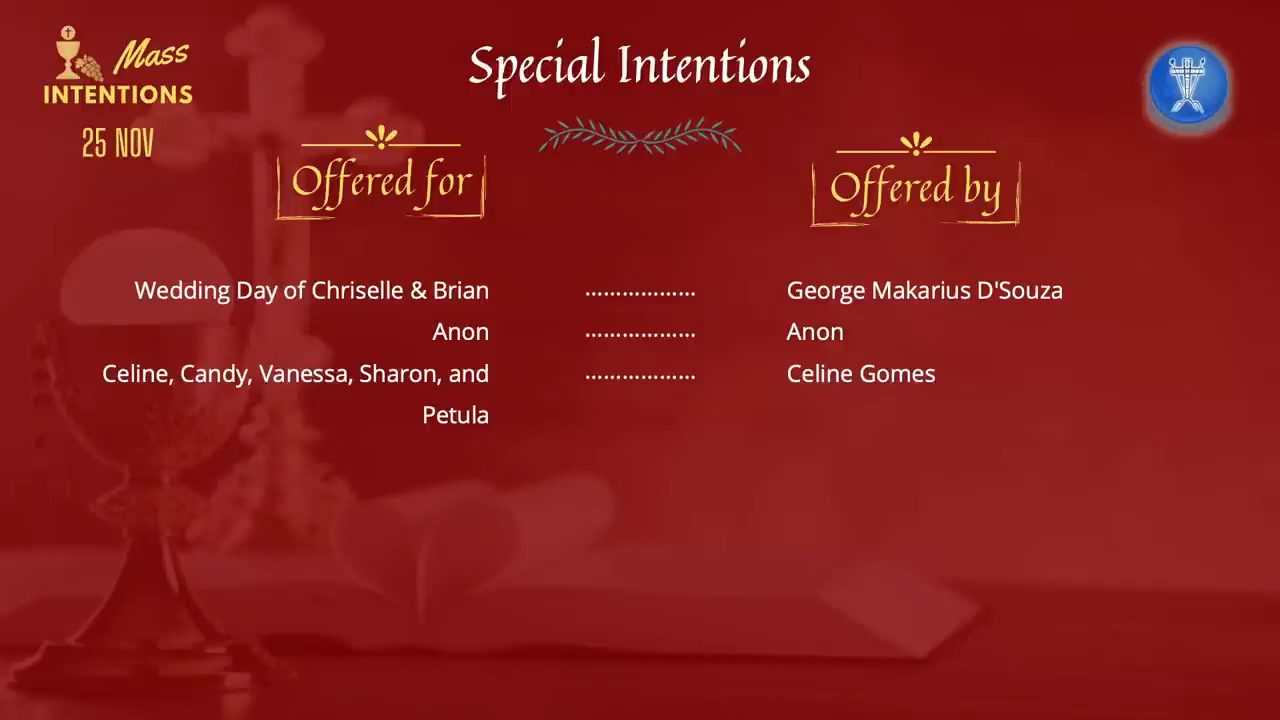 Mass
INTENTIONS
25 NOV
Special Intentions
Offered for
Offered by
Wedding Day of Chriselle & Brian ……………… George Makarius D'Souza
Anon ……………… Anon
Celine, Candy, Vanessa, Sharon, and ……………… Celine Gomes
Petula